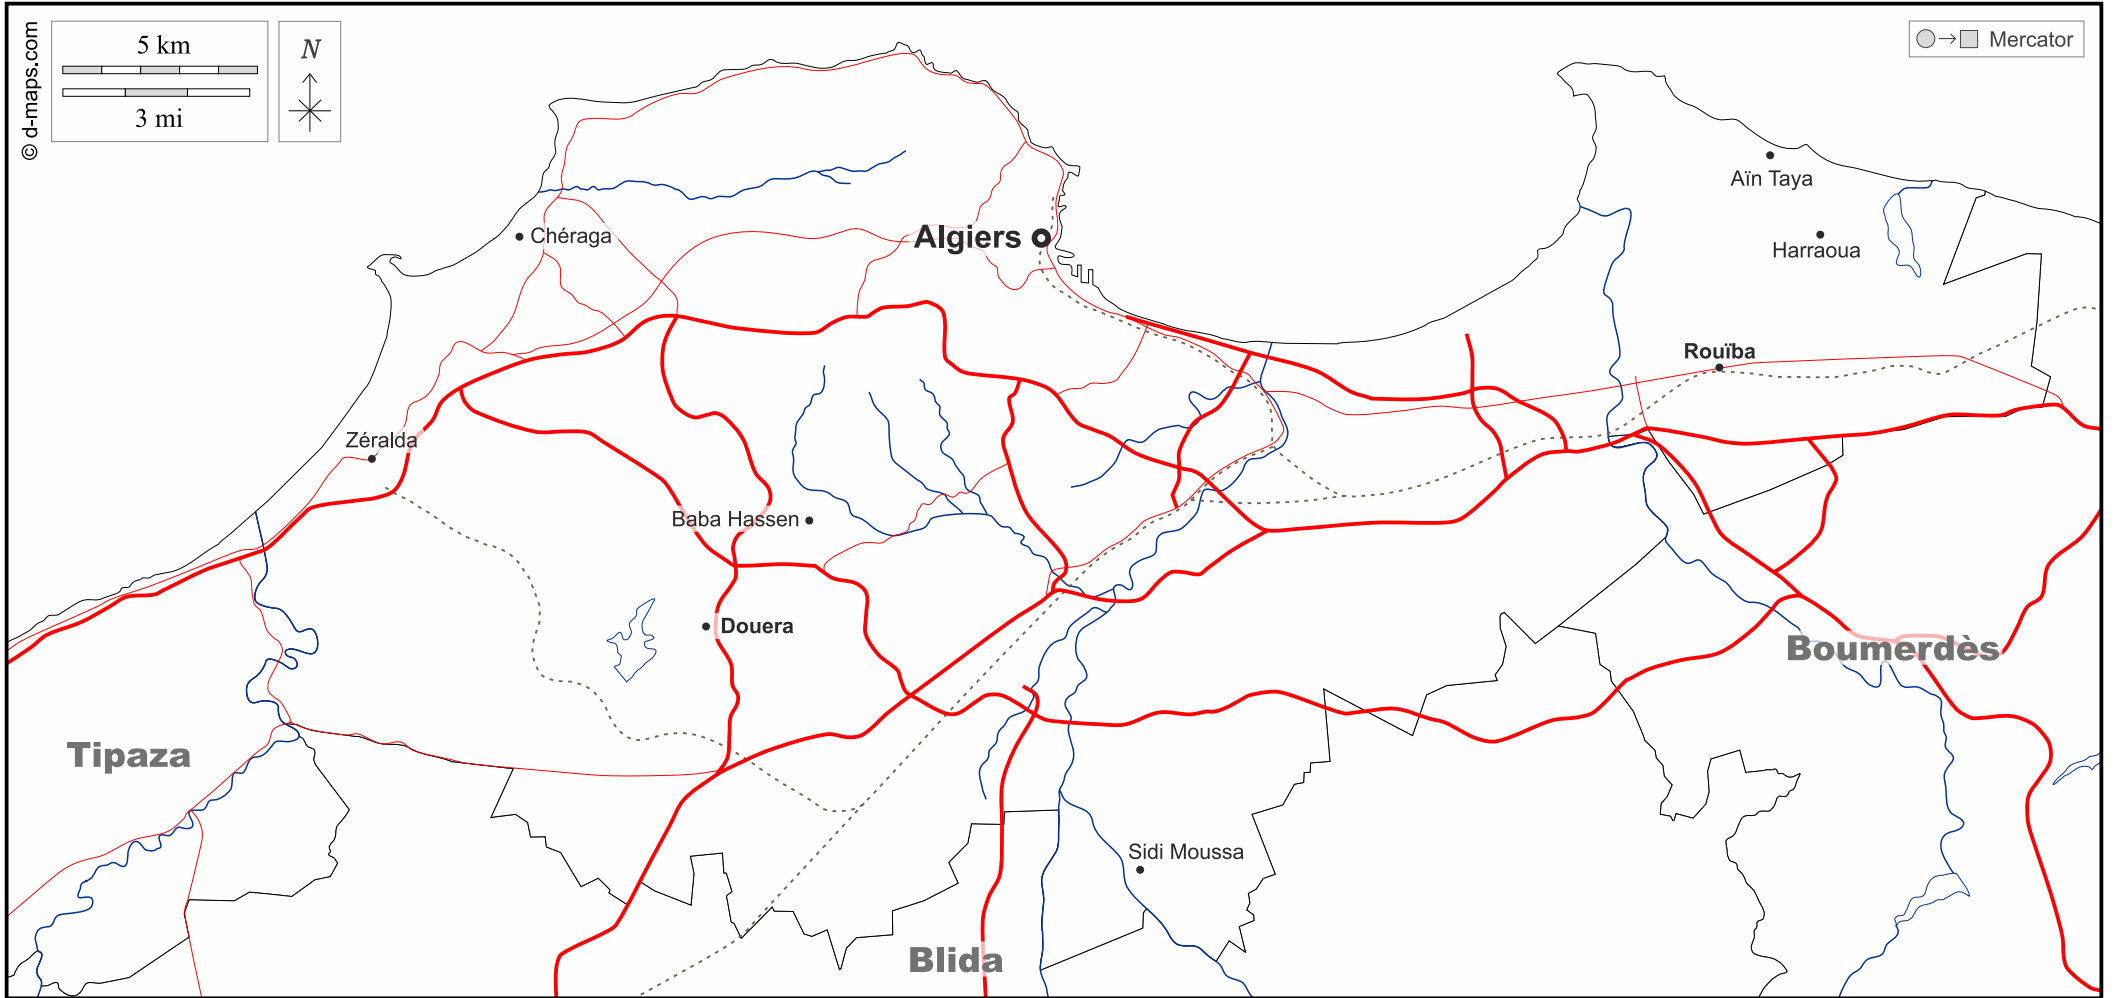 © d-maps.com
5 km
3 mi
N
Mercator
Aïn Taya
Harraoua
Chéraga
Algiers
Rouïba
Zéralda
Baba Hassen
Douera
Boumerdès
Tipaza
Sidi Moussa
Blida